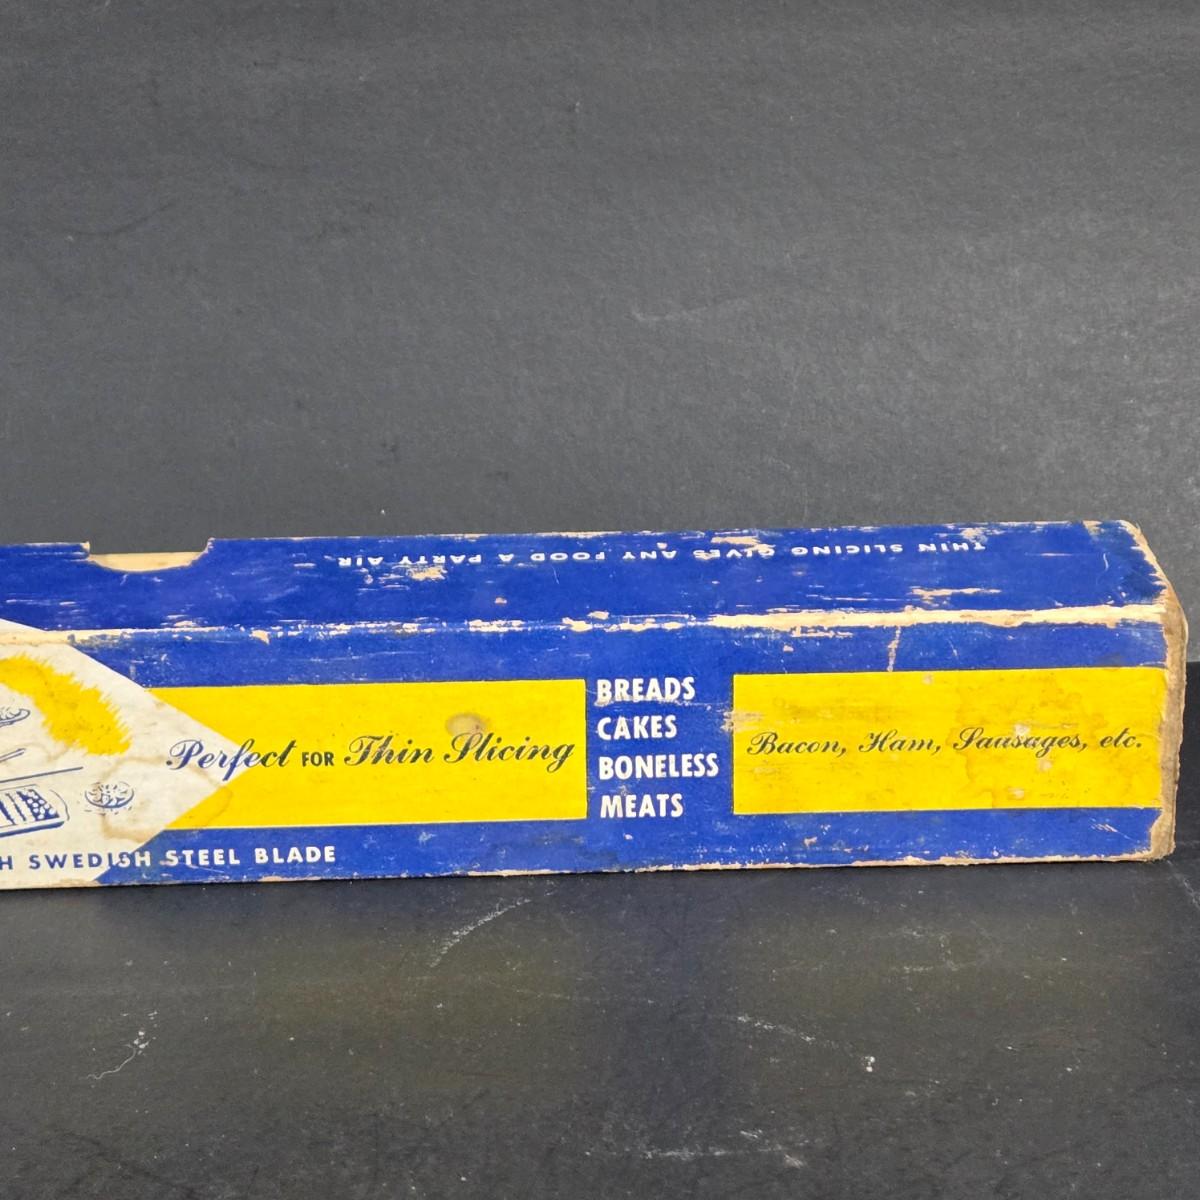 THIN SLICING GIVES ANY FOOD A PARTY AIR
Perfect FOR Thin Slicing
BREADS
CAKES
BONELESS
MEATS
Bacon, Ham, Sausages, etc.
H SWEDISH STEEL BLADE